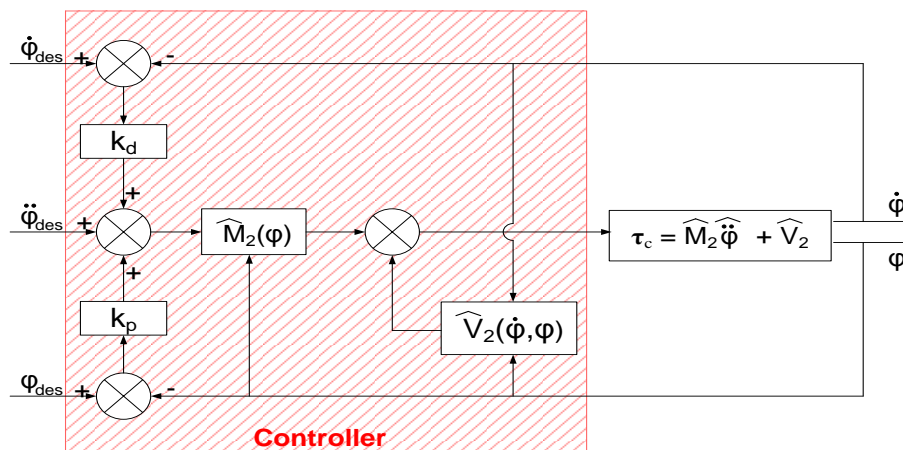 φ̇des + -
kd
+
φ̈des + M̂2(φ) τc = M̂2φ̈̂ + V̂2 φ̇
+ φ
kp V̂2(φ̇,φ)
φdes + -
Controller